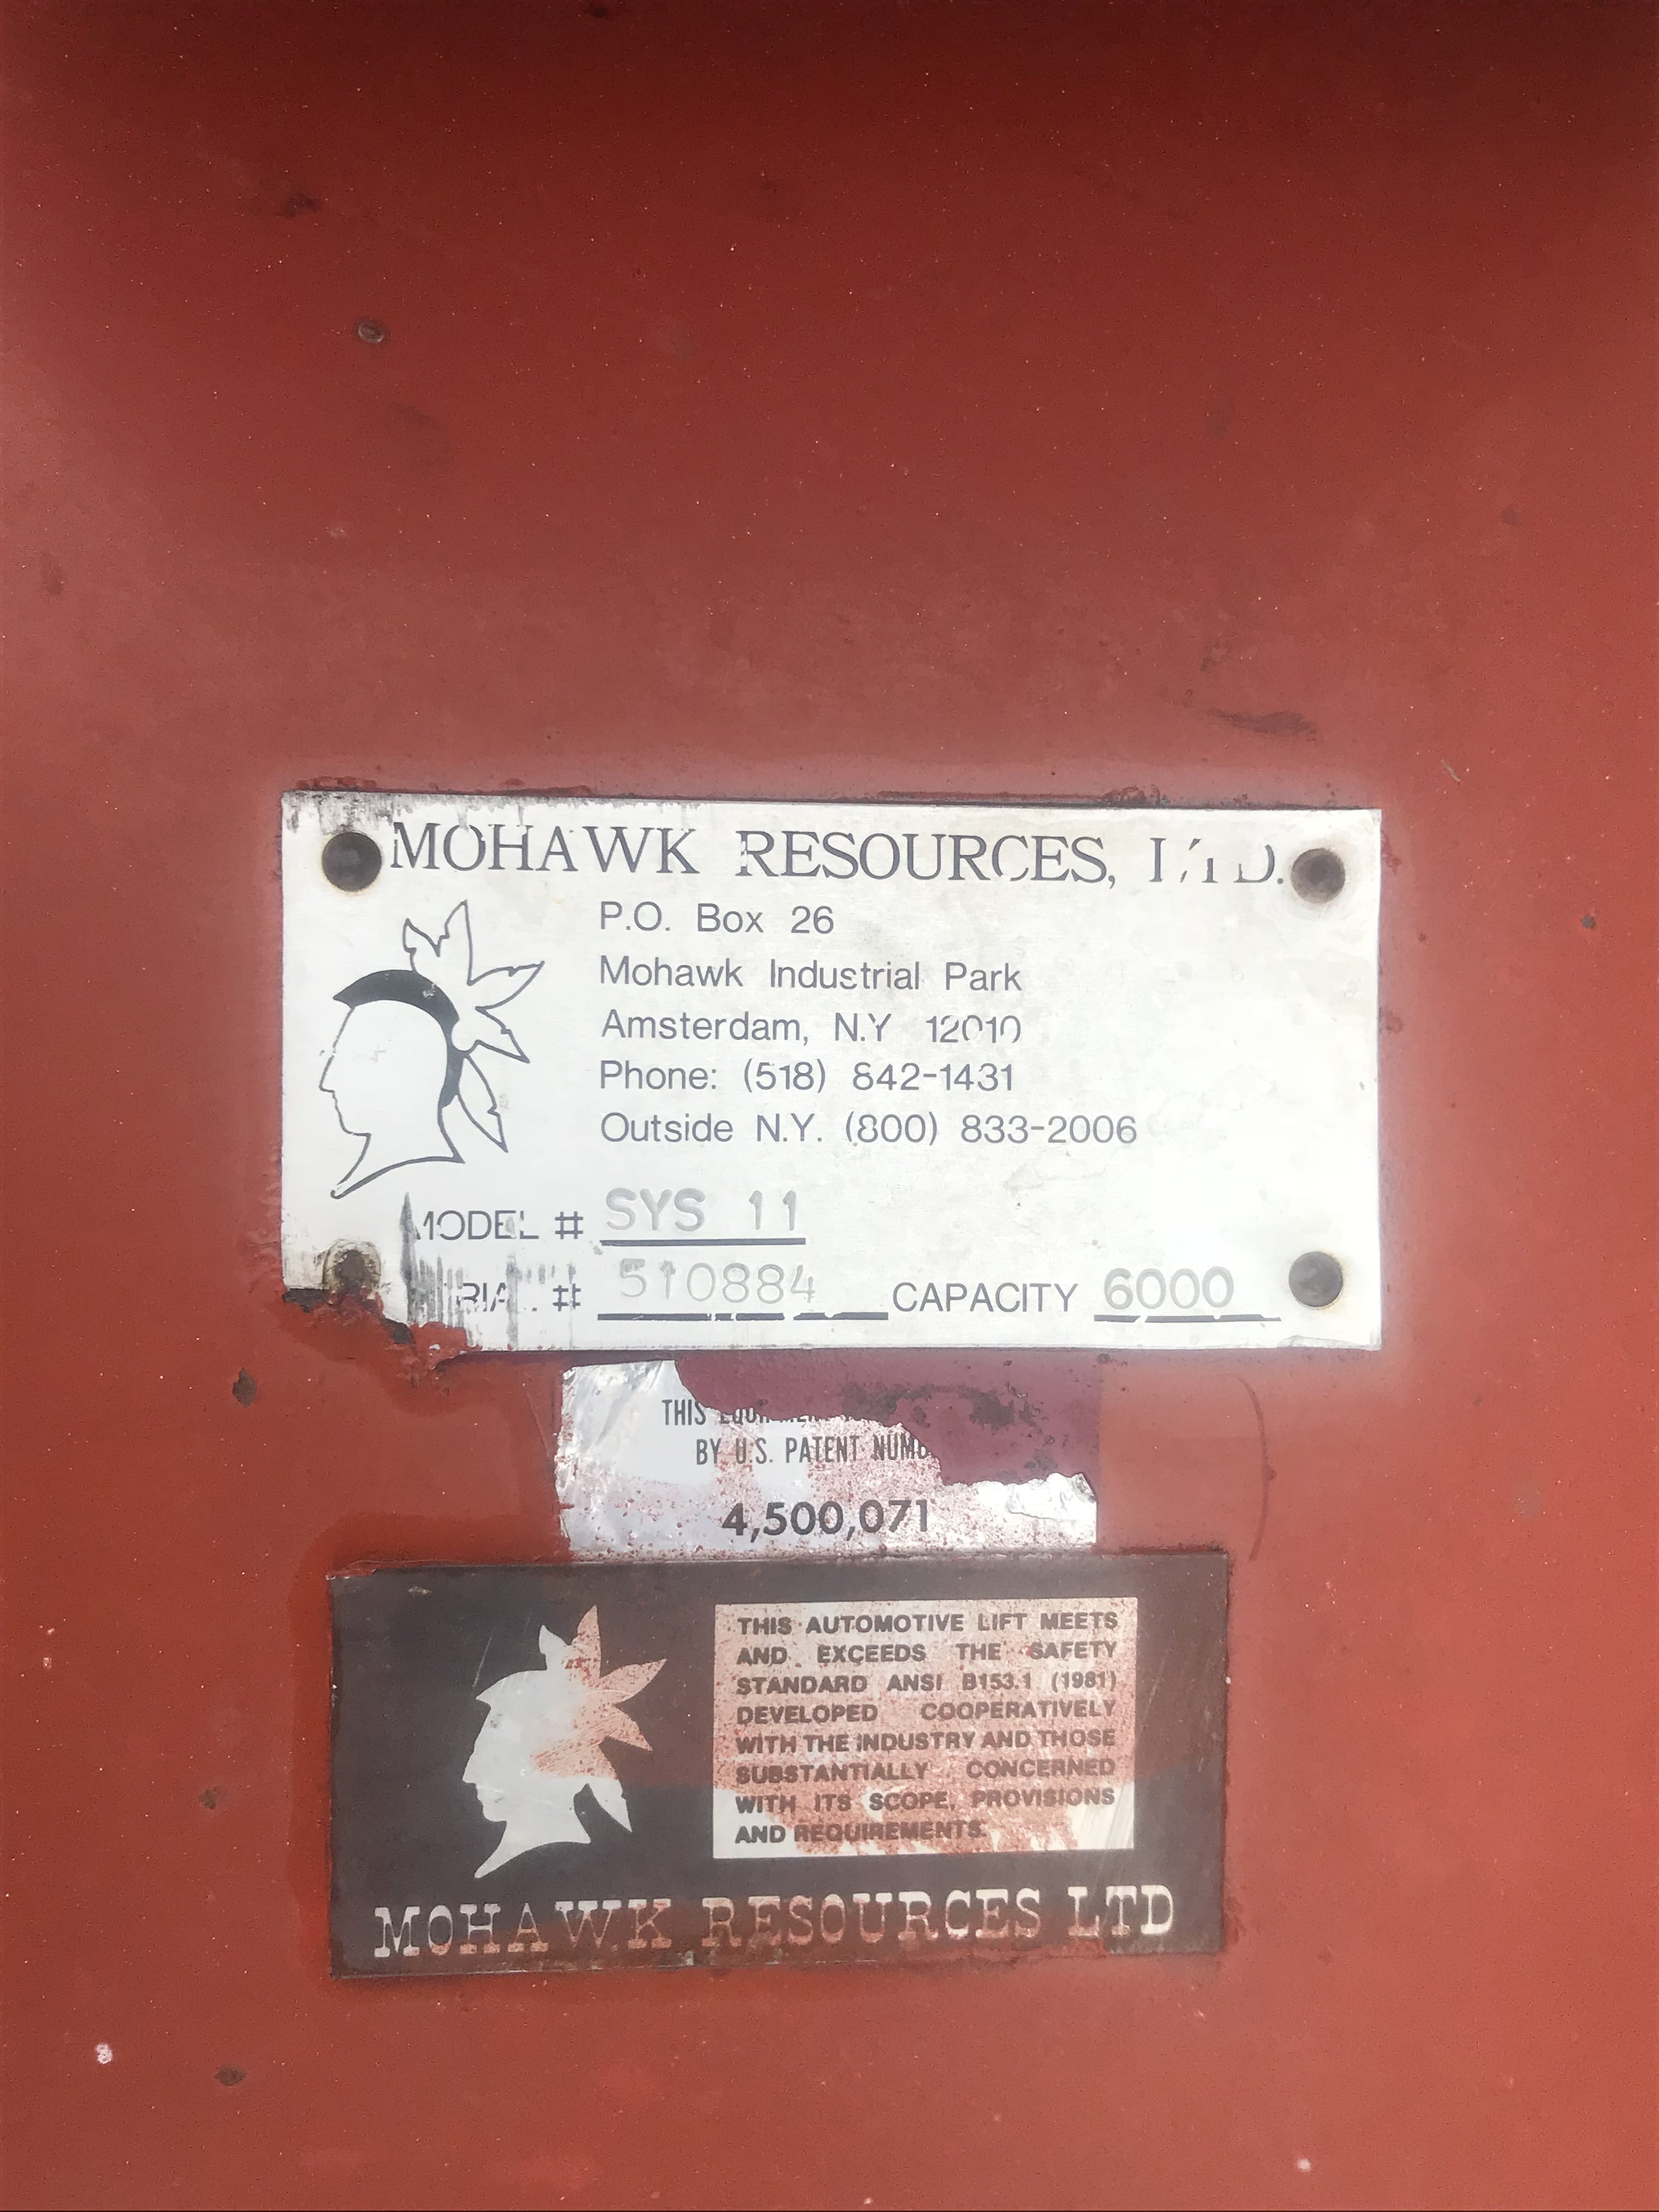 MOHAWK RESOURCES, LTD.
P.O. Box 26
Mohawk Industrial Park
Amsterdam, N.Y 12010
Phone: (518) 842-1431
Outside N.Y. (800) 833-2006
MODEL # SYS 11
SERIAL # 510884 CAPACITY 6000
THIS EQUIPMENT
BY U.S. PATENT NUMB
4,500,071
THIS AUTOMOTIVE LIFT MEETS
AND EXCEEDS THE SAFETY
STANDARD ANSI B153.1 (1981)
DEVELOPED COOPERATIVELY
WITH THE INDUSTRY AND THOSE
SUBSTANTIALLY CONCERNED
WITH ITS SCOPE, PROVISIONS
AND REQUIREMENTS.
MOHAWK RESOURCES LTD